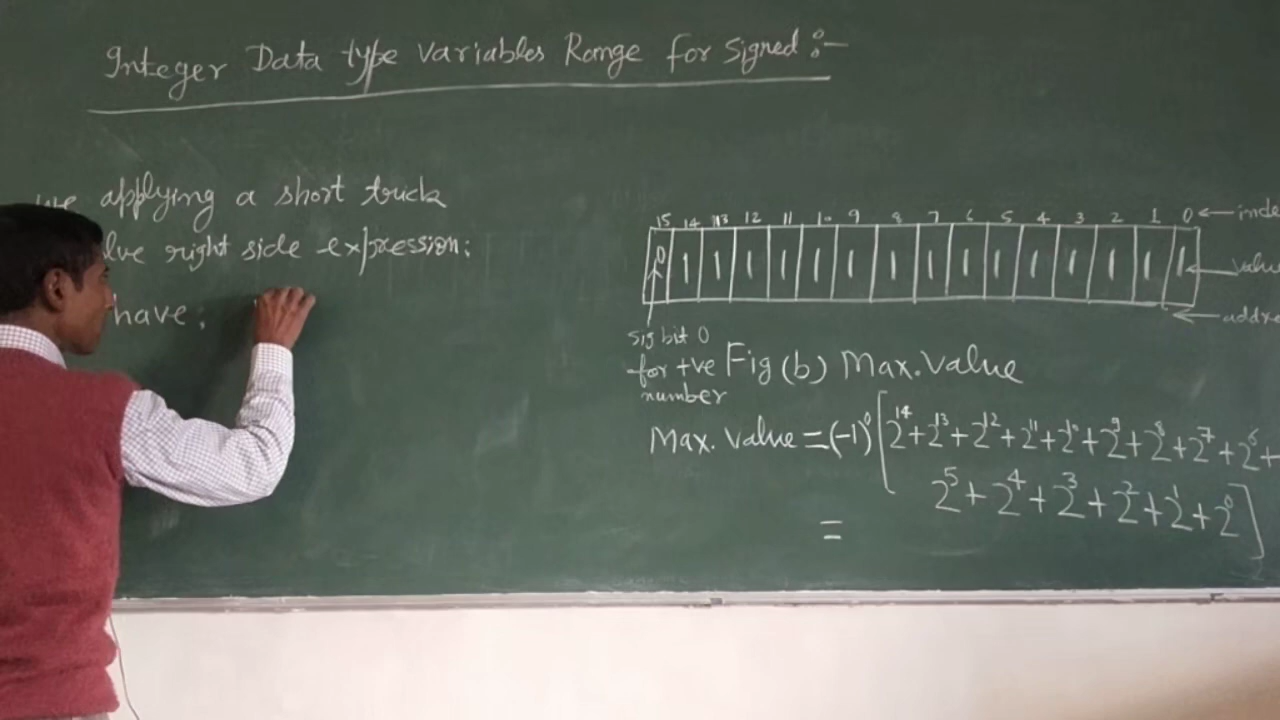 Integer Data type variables Range for Signed :-
applying a short truck
right side expression:
have;
15 14 13 12 11 10 9 8 7 6 5 4 3 2 1 0 ←
0 1 1 1 1 1 1 1 1 1 1 1 1 1 1 1 ←
←
sig bit 0
for +ve
number
Fig (b) Max. Value
Max. Value = (-1)⁰ [2¹⁴ + 2¹³ + 2¹² + 2¹¹ + 2¹⁰ + 2⁹ + 2⁸ + 2⁷ + 2⁶ +
2⁵ + 2⁴ + 2³ + 2² + 2¹ + 2⁰]
=